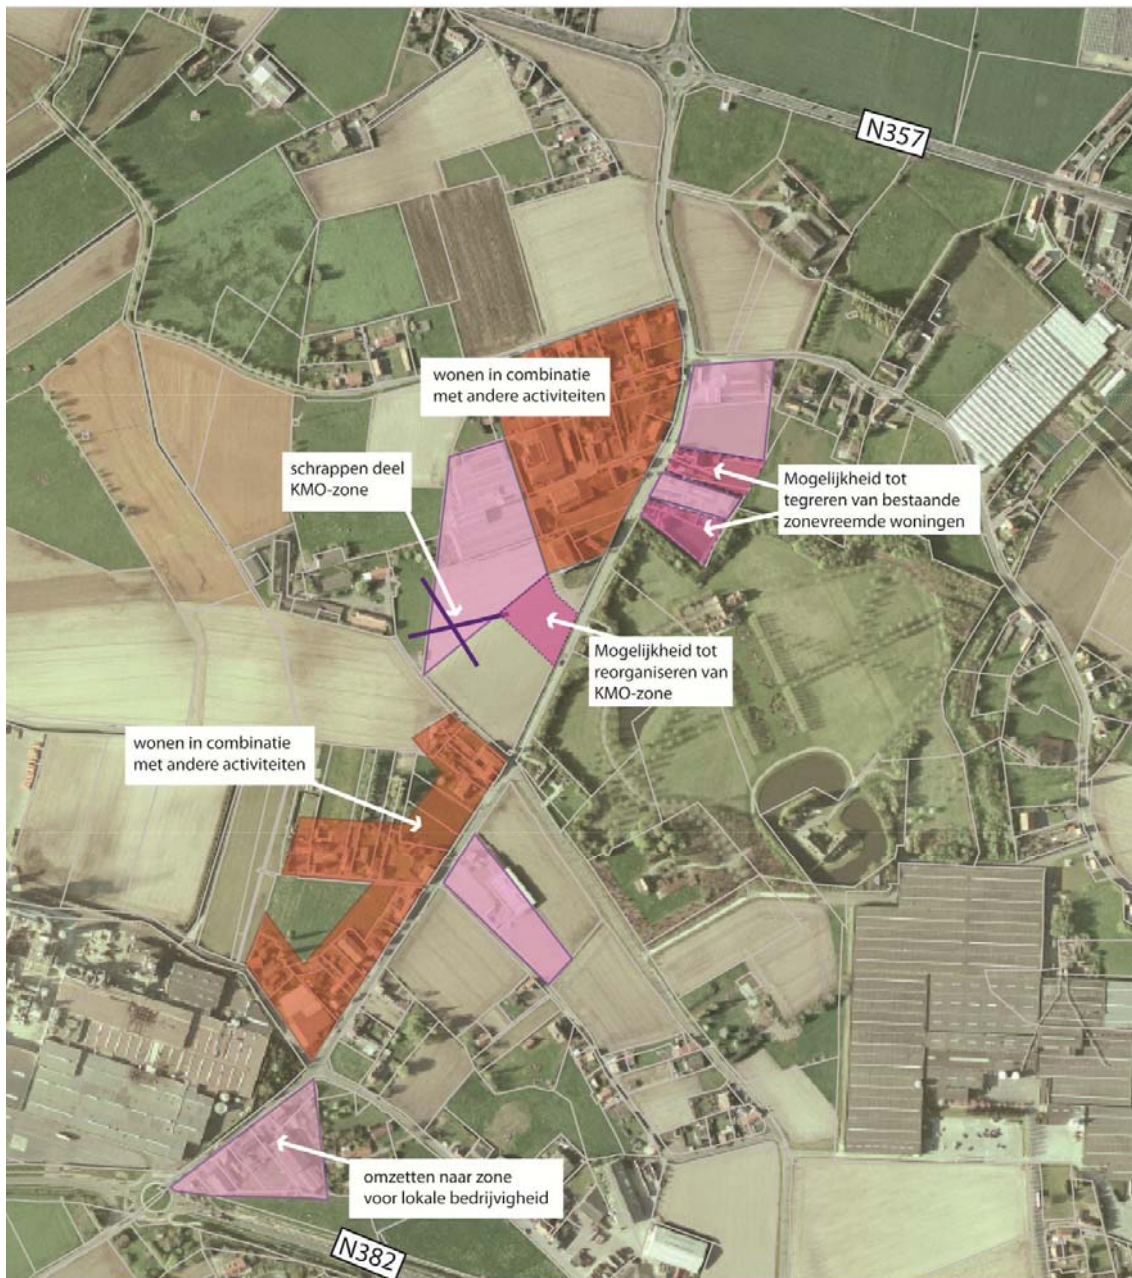 N357
wonen in combinatie
met andere activiteiten
schrappen deel
KMO-zone
Mogelijkheid tot
tegreren van bestaande
zonevreemde woningen
Mogelijkheid tot
reorganiseren van
KMO-zone
wonen in combinatie
met andere activiteiten
omzetten naar zone
voor lokale bedrijvigheid
N382